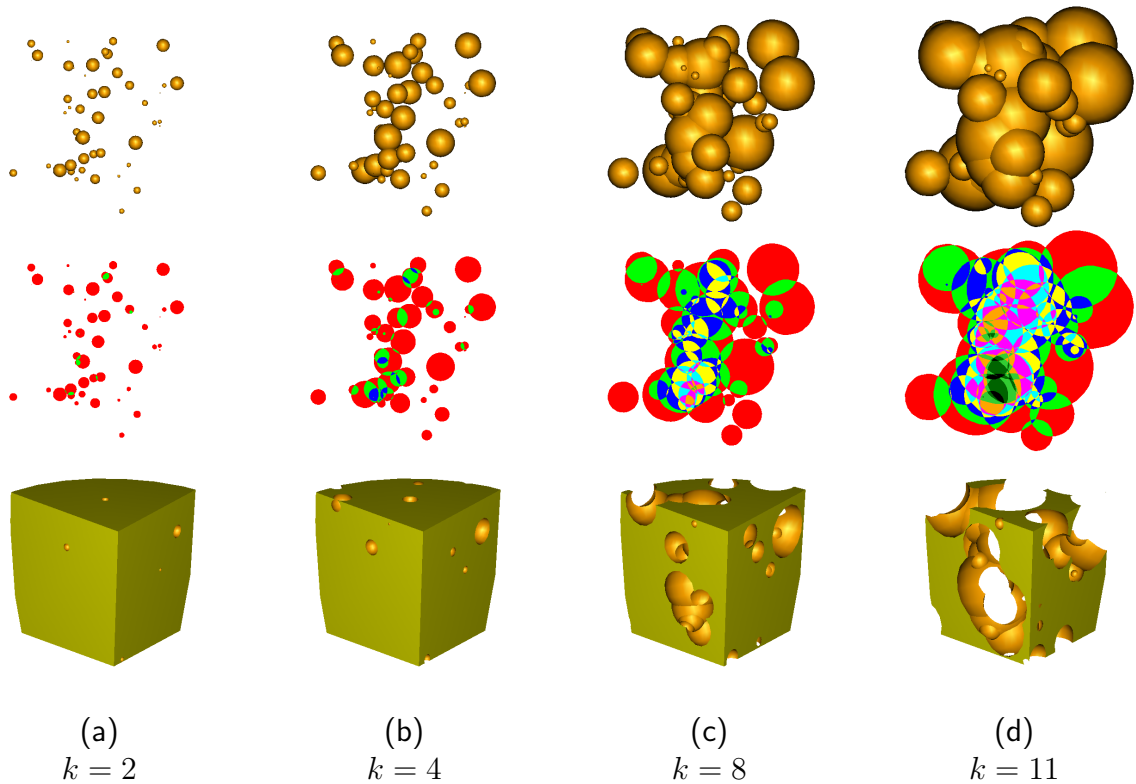 (a) (b) (c) (d)
k = 2 k = 4 k = 8 k = 11